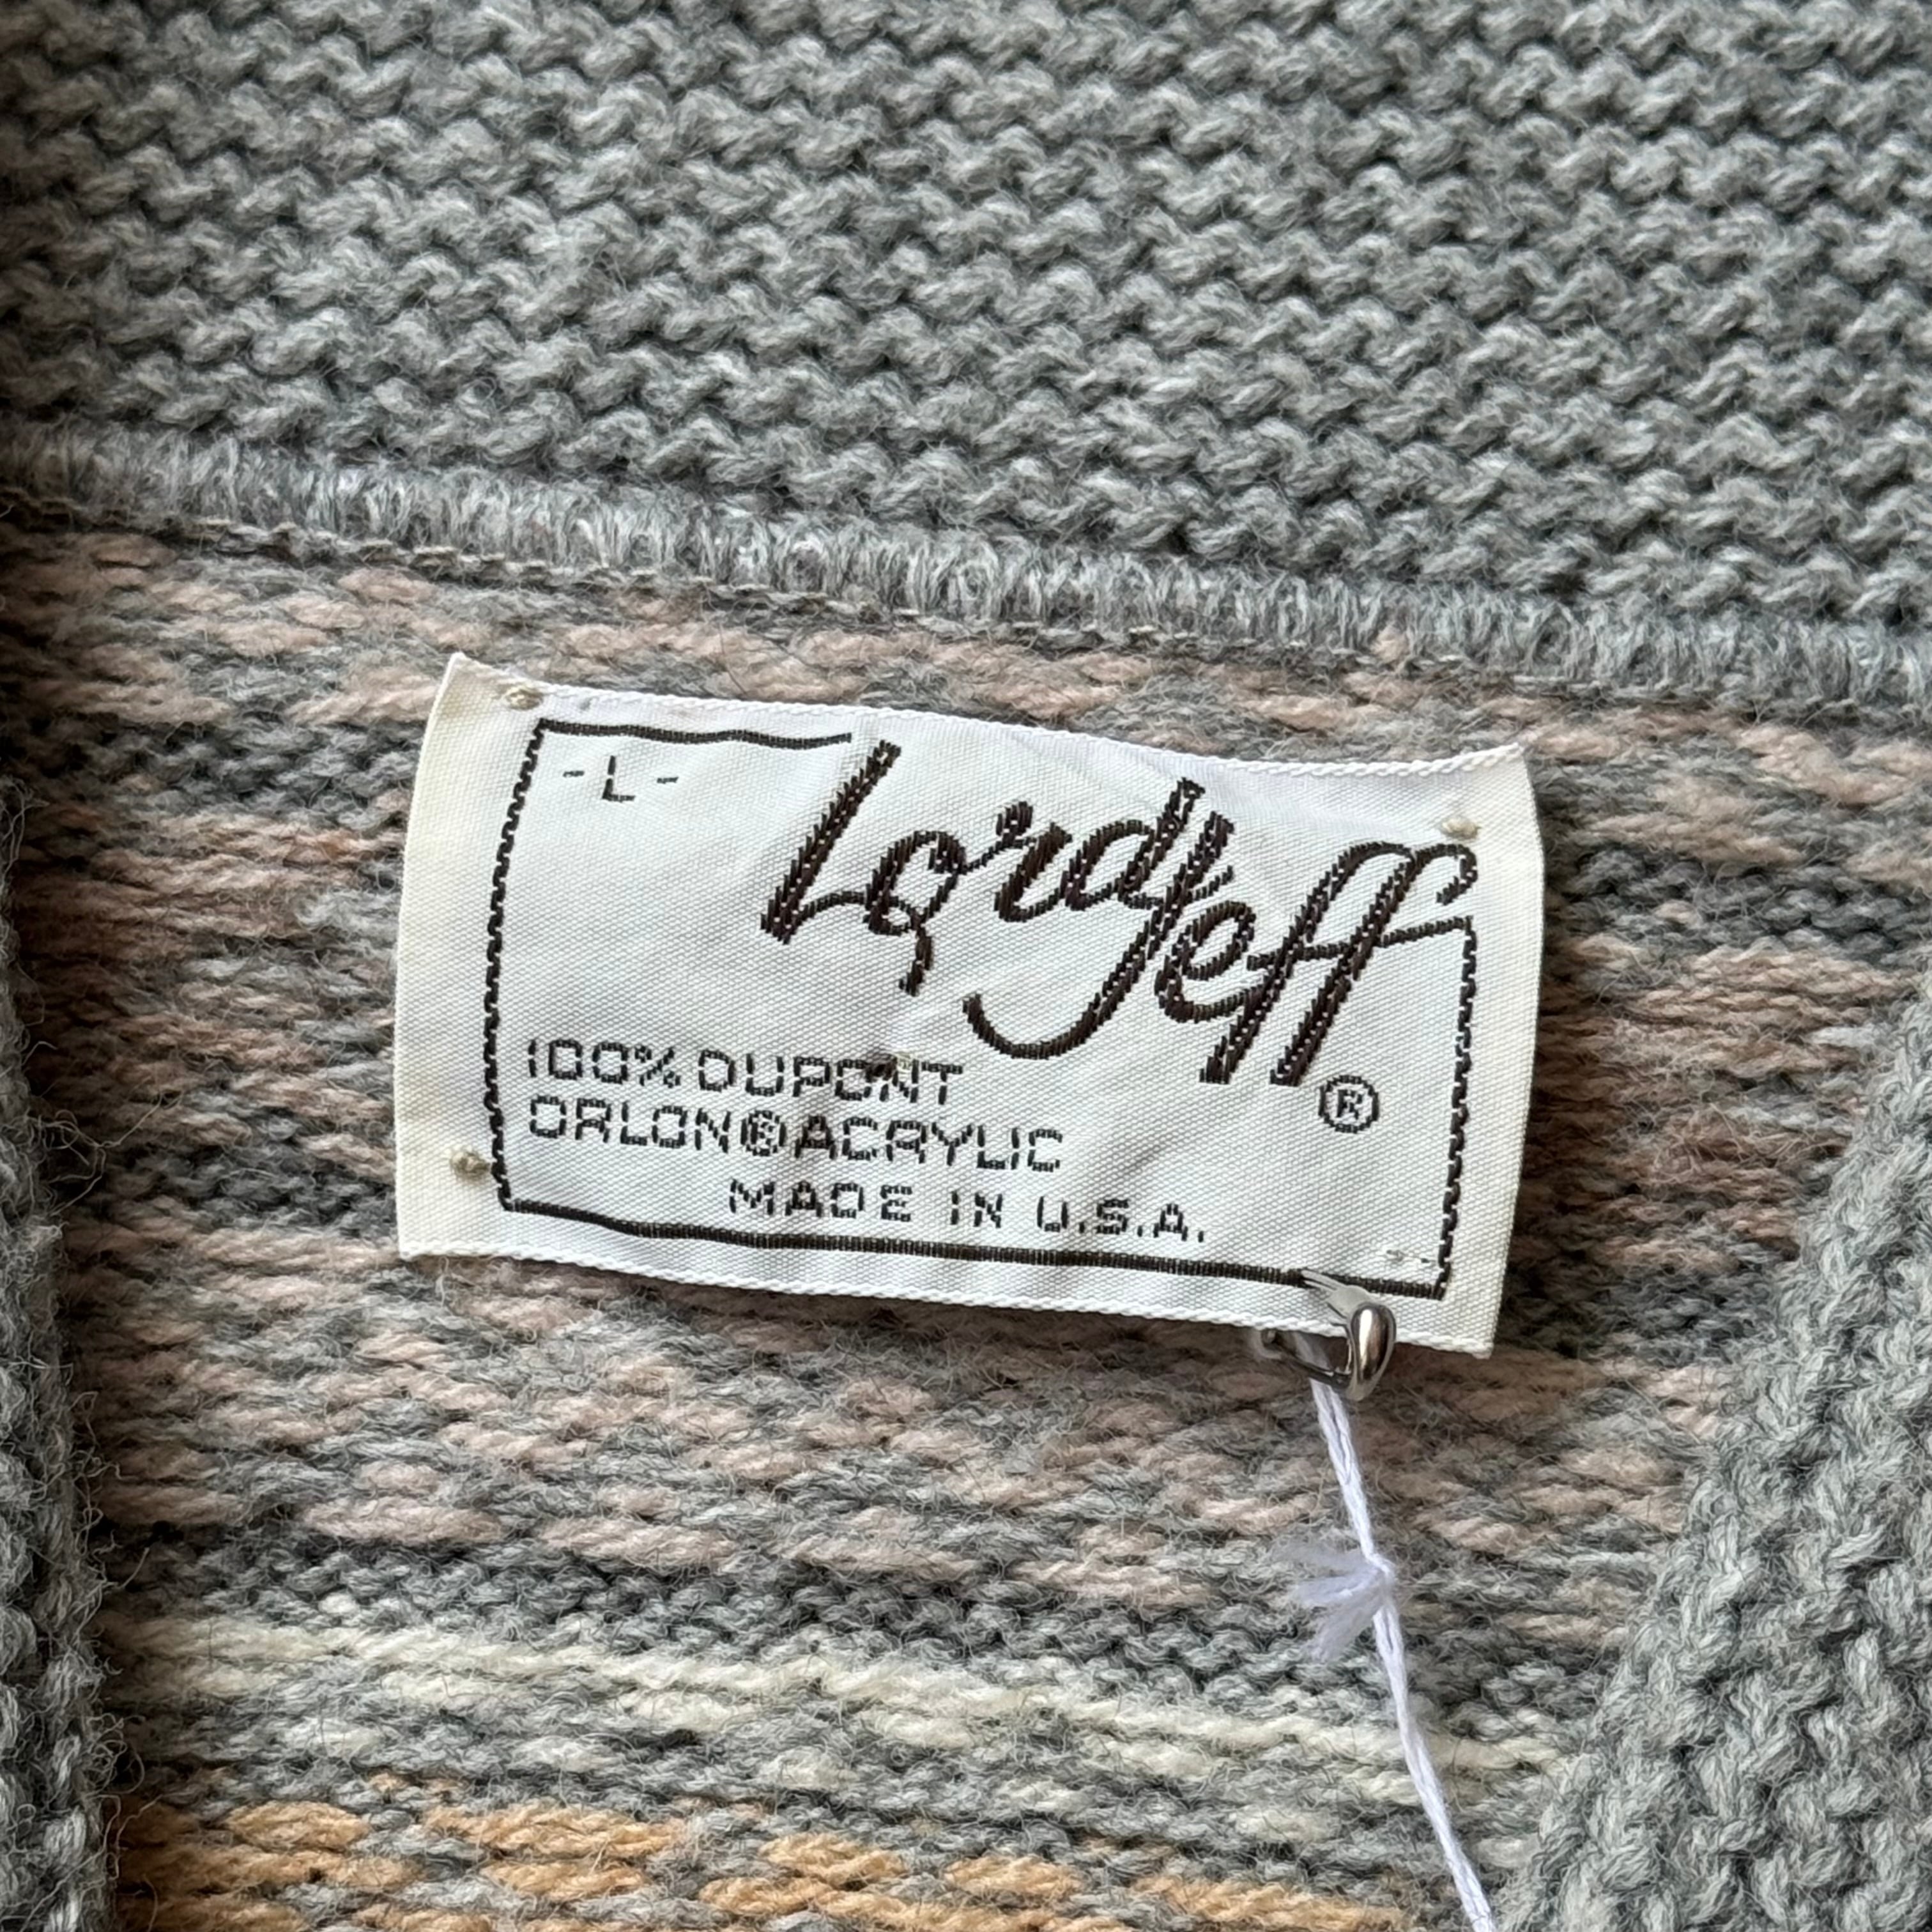 -L-
LordJeff
®
100% DUPONT
ORLON® ACRYLIC
MADE IN U.S.A.